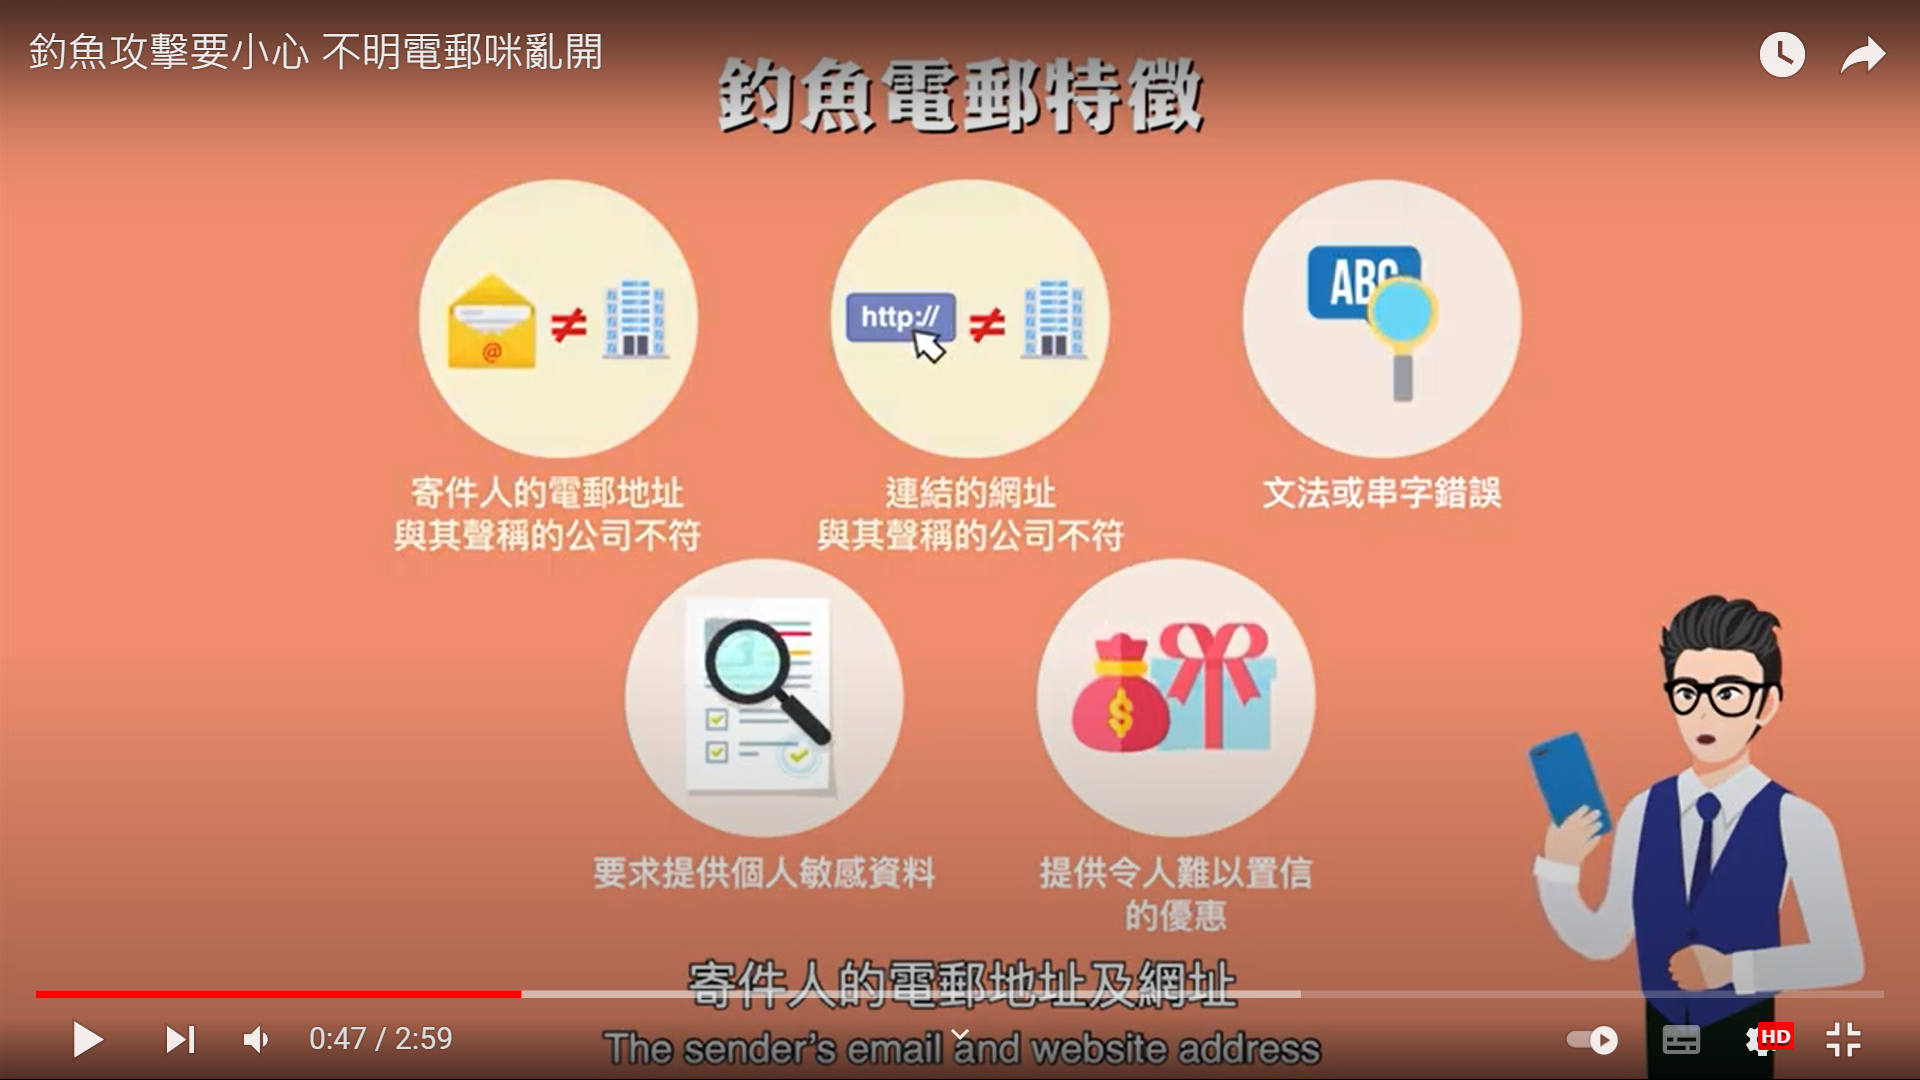 釣魚攻擊要小心 不明電郵咪亂開
釣魚電郵特徵
@
http://
ABC
寄件人的電郵地址
與其聲稱的公司不符
連結的網址
與其聲稱的公司不符
文法或串字錯誤
$
要求提供個人敏感資料
提供令人難以置信
的優惠
寄件人的電郵地址及網址
The sender's email and website address
0:47 / 2:59
HD